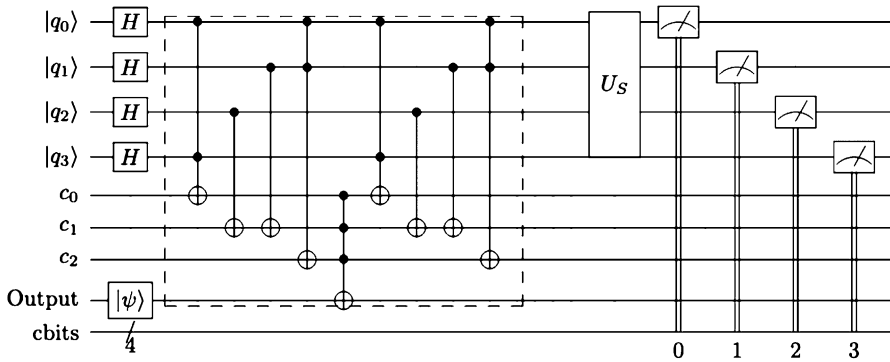 |q₀⟩ H
|q₁⟩ H
U_S
|q₂⟩ H
|q₃⟩ H
c₀
c₁
c₂
Output |ψ⟩
cbits
4
0 1 2 3